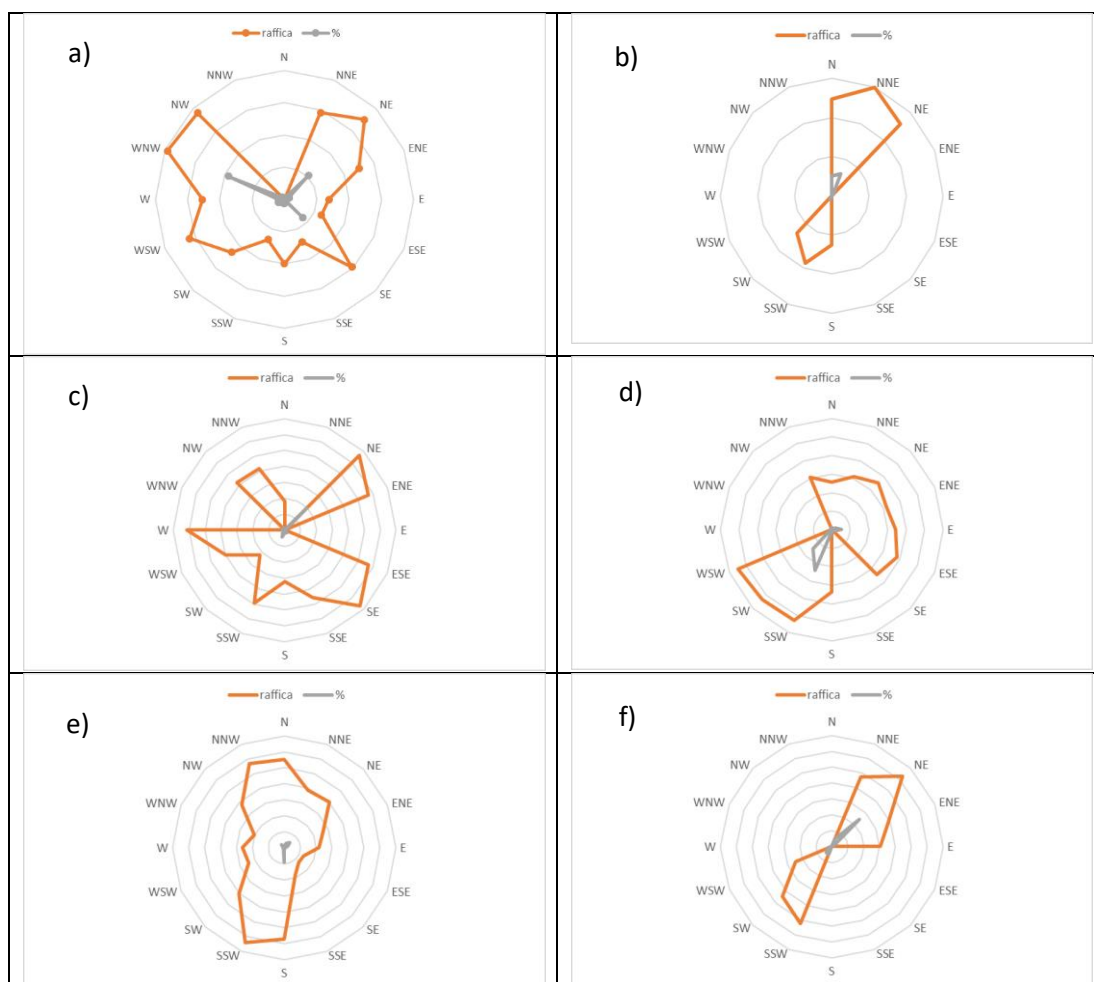 a)
raffica %
N
NNW NNE
NW NE
WNW ENE
W E
WSW ESE
SW SE
SSW SSE
S
b)
raffica %
N
NNW NNE
NW NE
WNW ENE
W E
WSW ESE
SW SE
SSW SSE
S
c)
raffica %
N
NNW NNE
NW NE
WNW ENE
W E
WSW ESE
SW SE
SSW SSE
S
d)
raffica %
N
NNW NNE
NW NE
WNW ENE
W E
WSW ESE
SW SE
SSW SSE
S
e)
raffica %
N
NNW NNE
NW NE
WNW ENE
W E
WSW ESE
SW SE
SSW SSE
S
f)
raffica %
N
NNW NNE
NW NE
WNW ENE
W E
WSW ESE
SW SE
SSW SSE
S